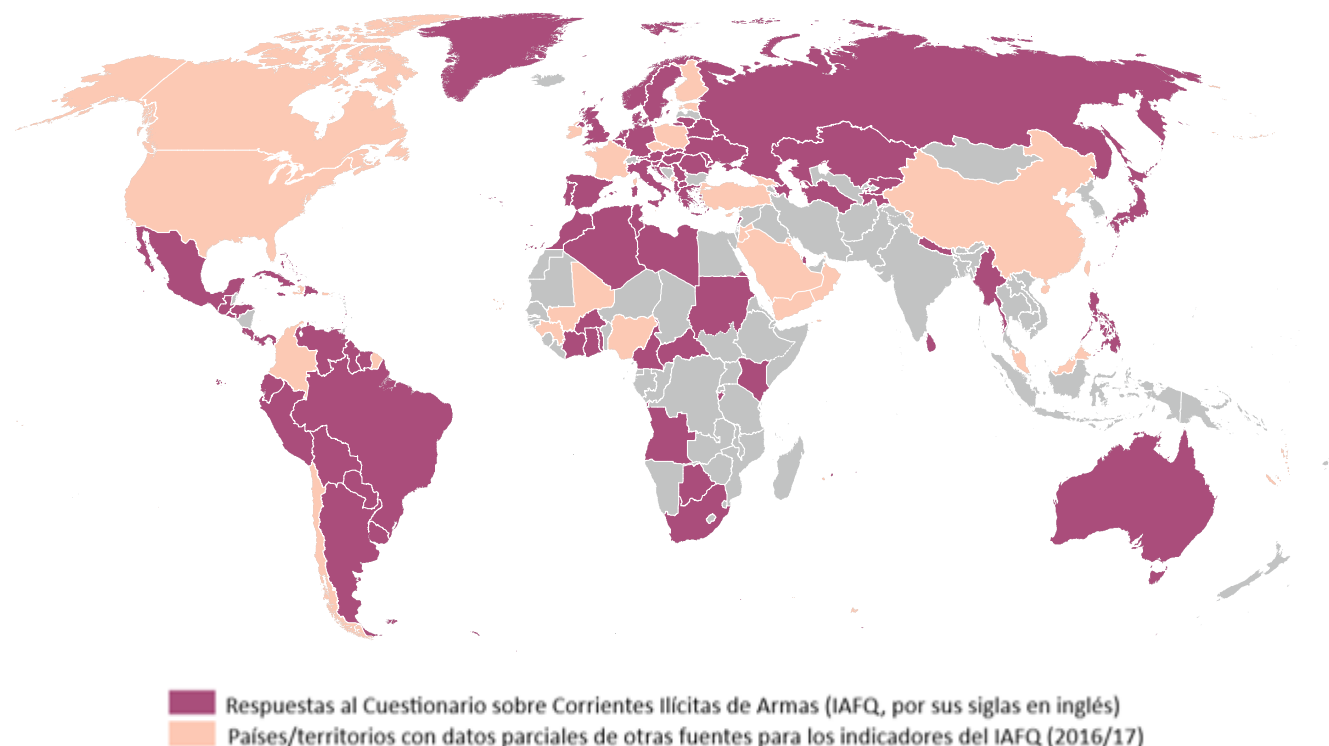 Respuestas al Cuestionario sobre Corrientes Ilícitas de Armas (IAFQ, por sus siglas en inglés)
Países/territorios con datos parciales de otras fuentes para los indicadores del IAFQ (2016/17)